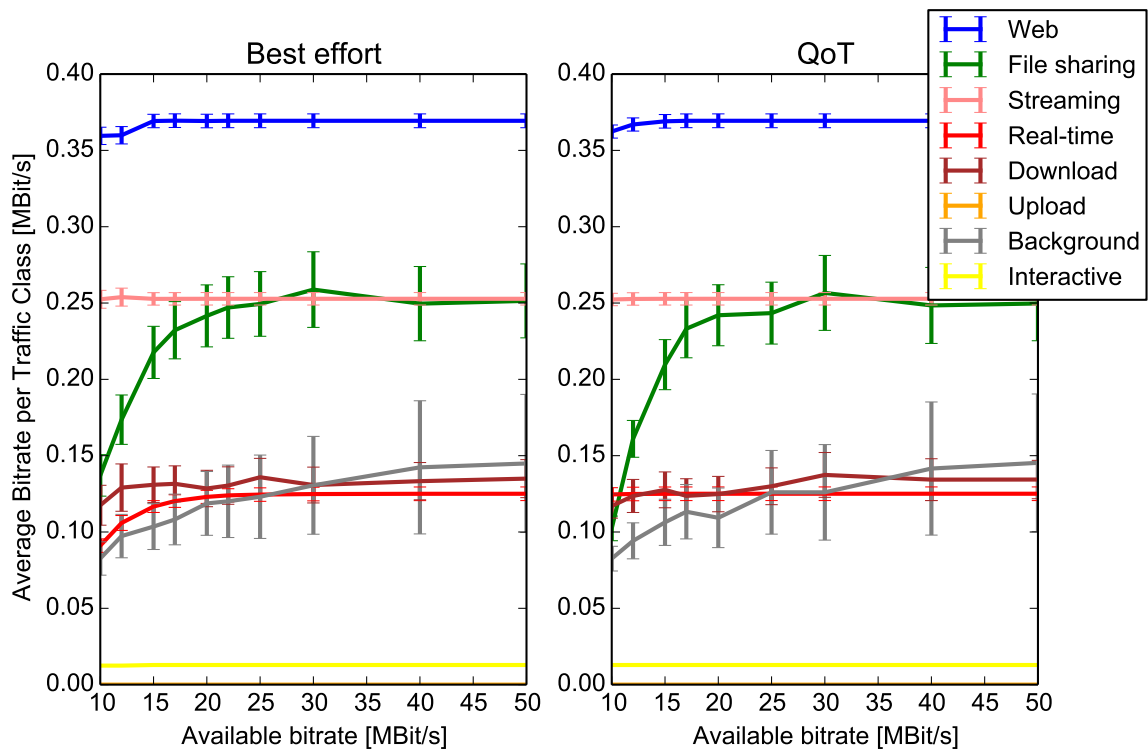 Best effort
QoT
Web
File sharing
Streaming
Real-time
Download
Upload
Background
Interactive
Average Bitrate per Traffic Class [MBit/s]
0.40
0.35
0.30
0.25
0.20
0.15
0.10
0.05
0.00
10 15 20 25 30 35 40 45 50
Available bitrate [MBit/s]
0.40
0.35
0.30
0.25
0.20
0.15
0.10
0.05
0.00
10 15 20 25 30 35 40 45 50
Available bitrate [MBit/s]